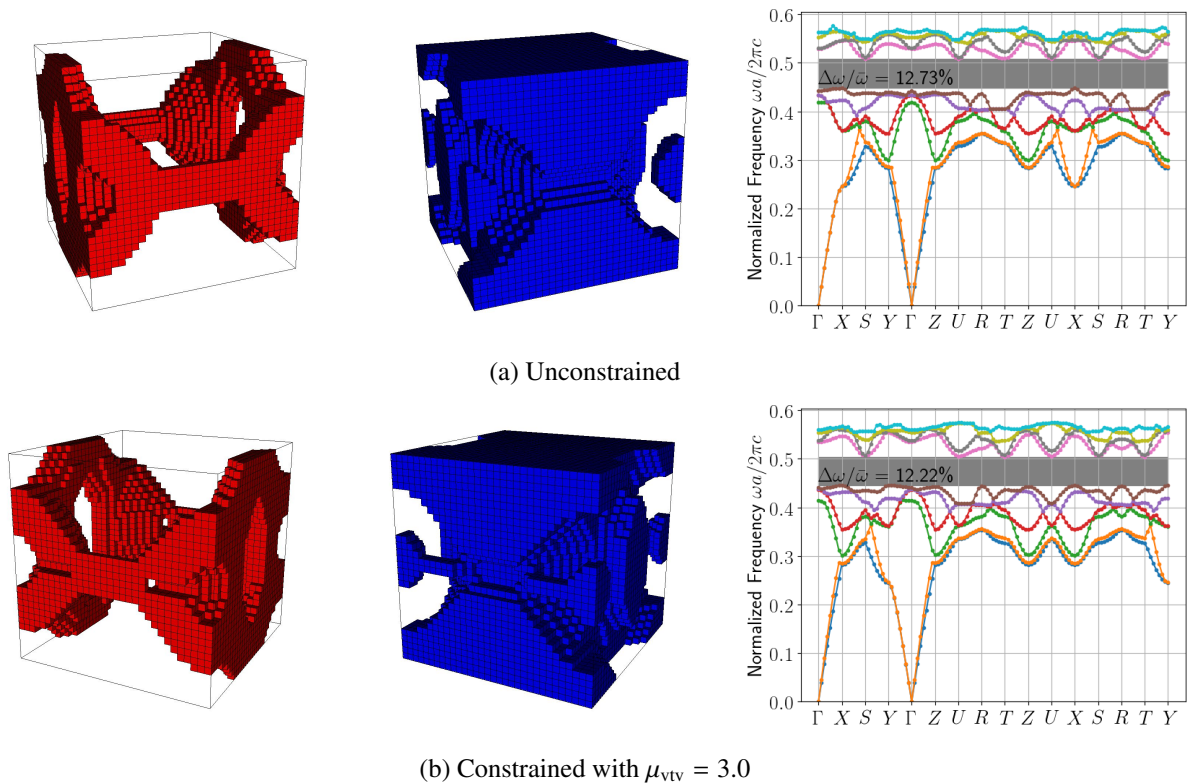 0.6
0.5
0.4
0.3
0.2
0.1
0.0
Normalized Frequency ωa/2πc
Δω/ω̄ = 12.73%
Γ X S Y Γ Z U R T Z U X S R T Y
(a) Unconstrained
0.6
0.5
0.4
0.3
0.2
0.1
0.0
Normalized Frequency ωa/2πc
Δω/ω̄ = 12.22%
Γ X S Y Γ Z U R T Z U X S R T Y
(b) Constrained with μvtv = 3.0